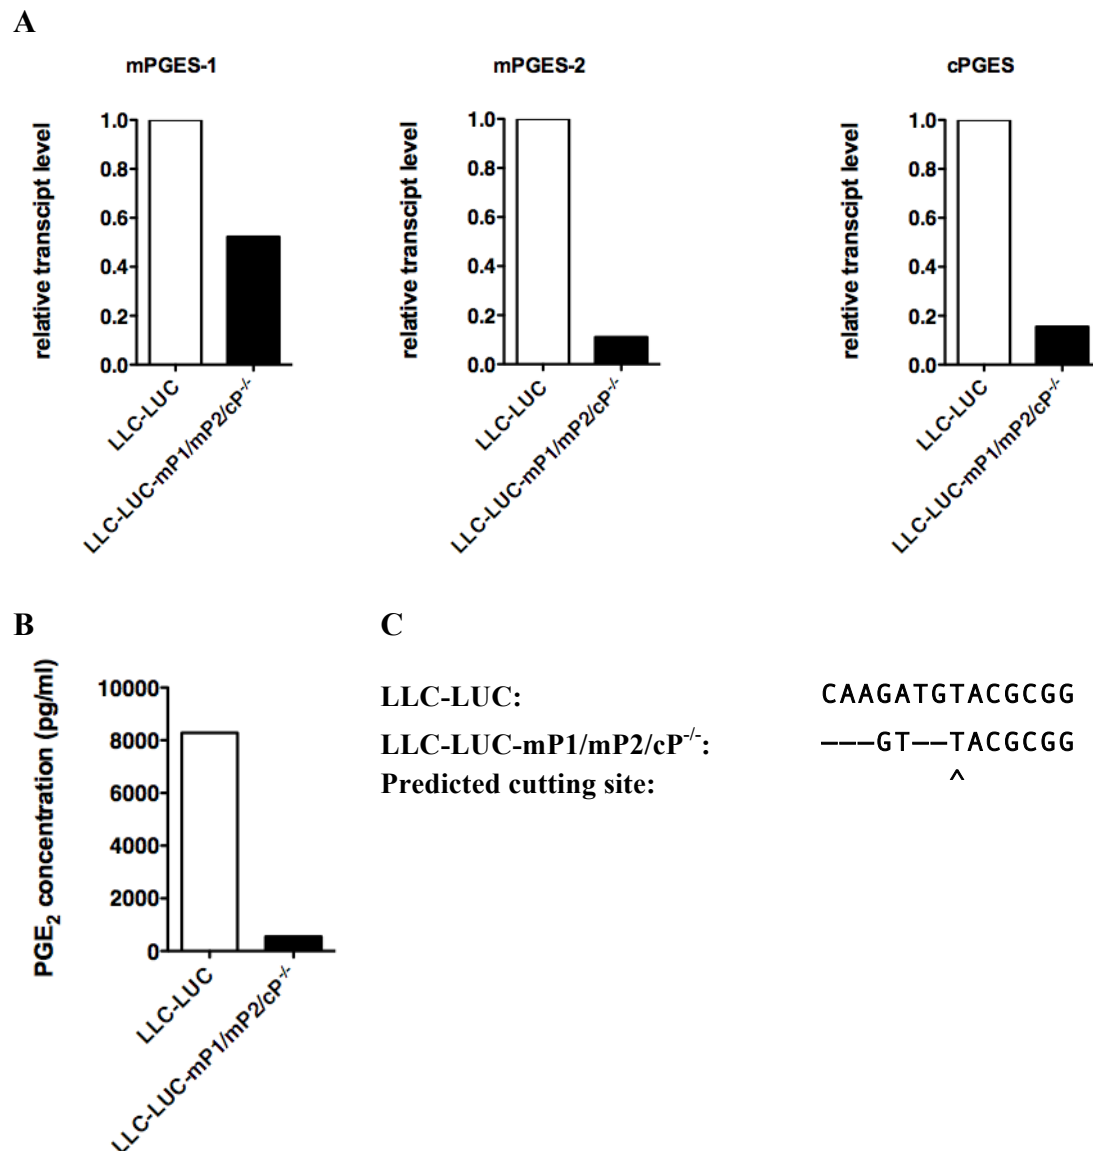 A
mPGES-1
relative transcipt level
1.0
0.8
0.6
0.4
0.2
0.0
LLC-LUC
LLC-LUC-mP1/mP2/cP-/-
mPGES-2
relative transcipt level
1.0
0.8
0.6
0.4
0.2
0.0
LLC-LUC
LLC-LUC-mP1/mP2/cP-/-
cPGES
relative transcipt level
1.0
0.8
0.6
0.4
0.2
0.0
LLC-LUC
LLC-LUC-mP1/mP2/cP-/-
B
PGE2 concentration (pg/ml)
10000
8000
6000
4000
2000
0
LLC-LUC
LLC-LUC-mP1/mP2/cP-/-
C
LLC-LUC: CAAGATGTACGCGG
LLC-LUC-mP1/mP2/cP-/-: −−−GT−−TACGCGG
Predicted cutting site: ^